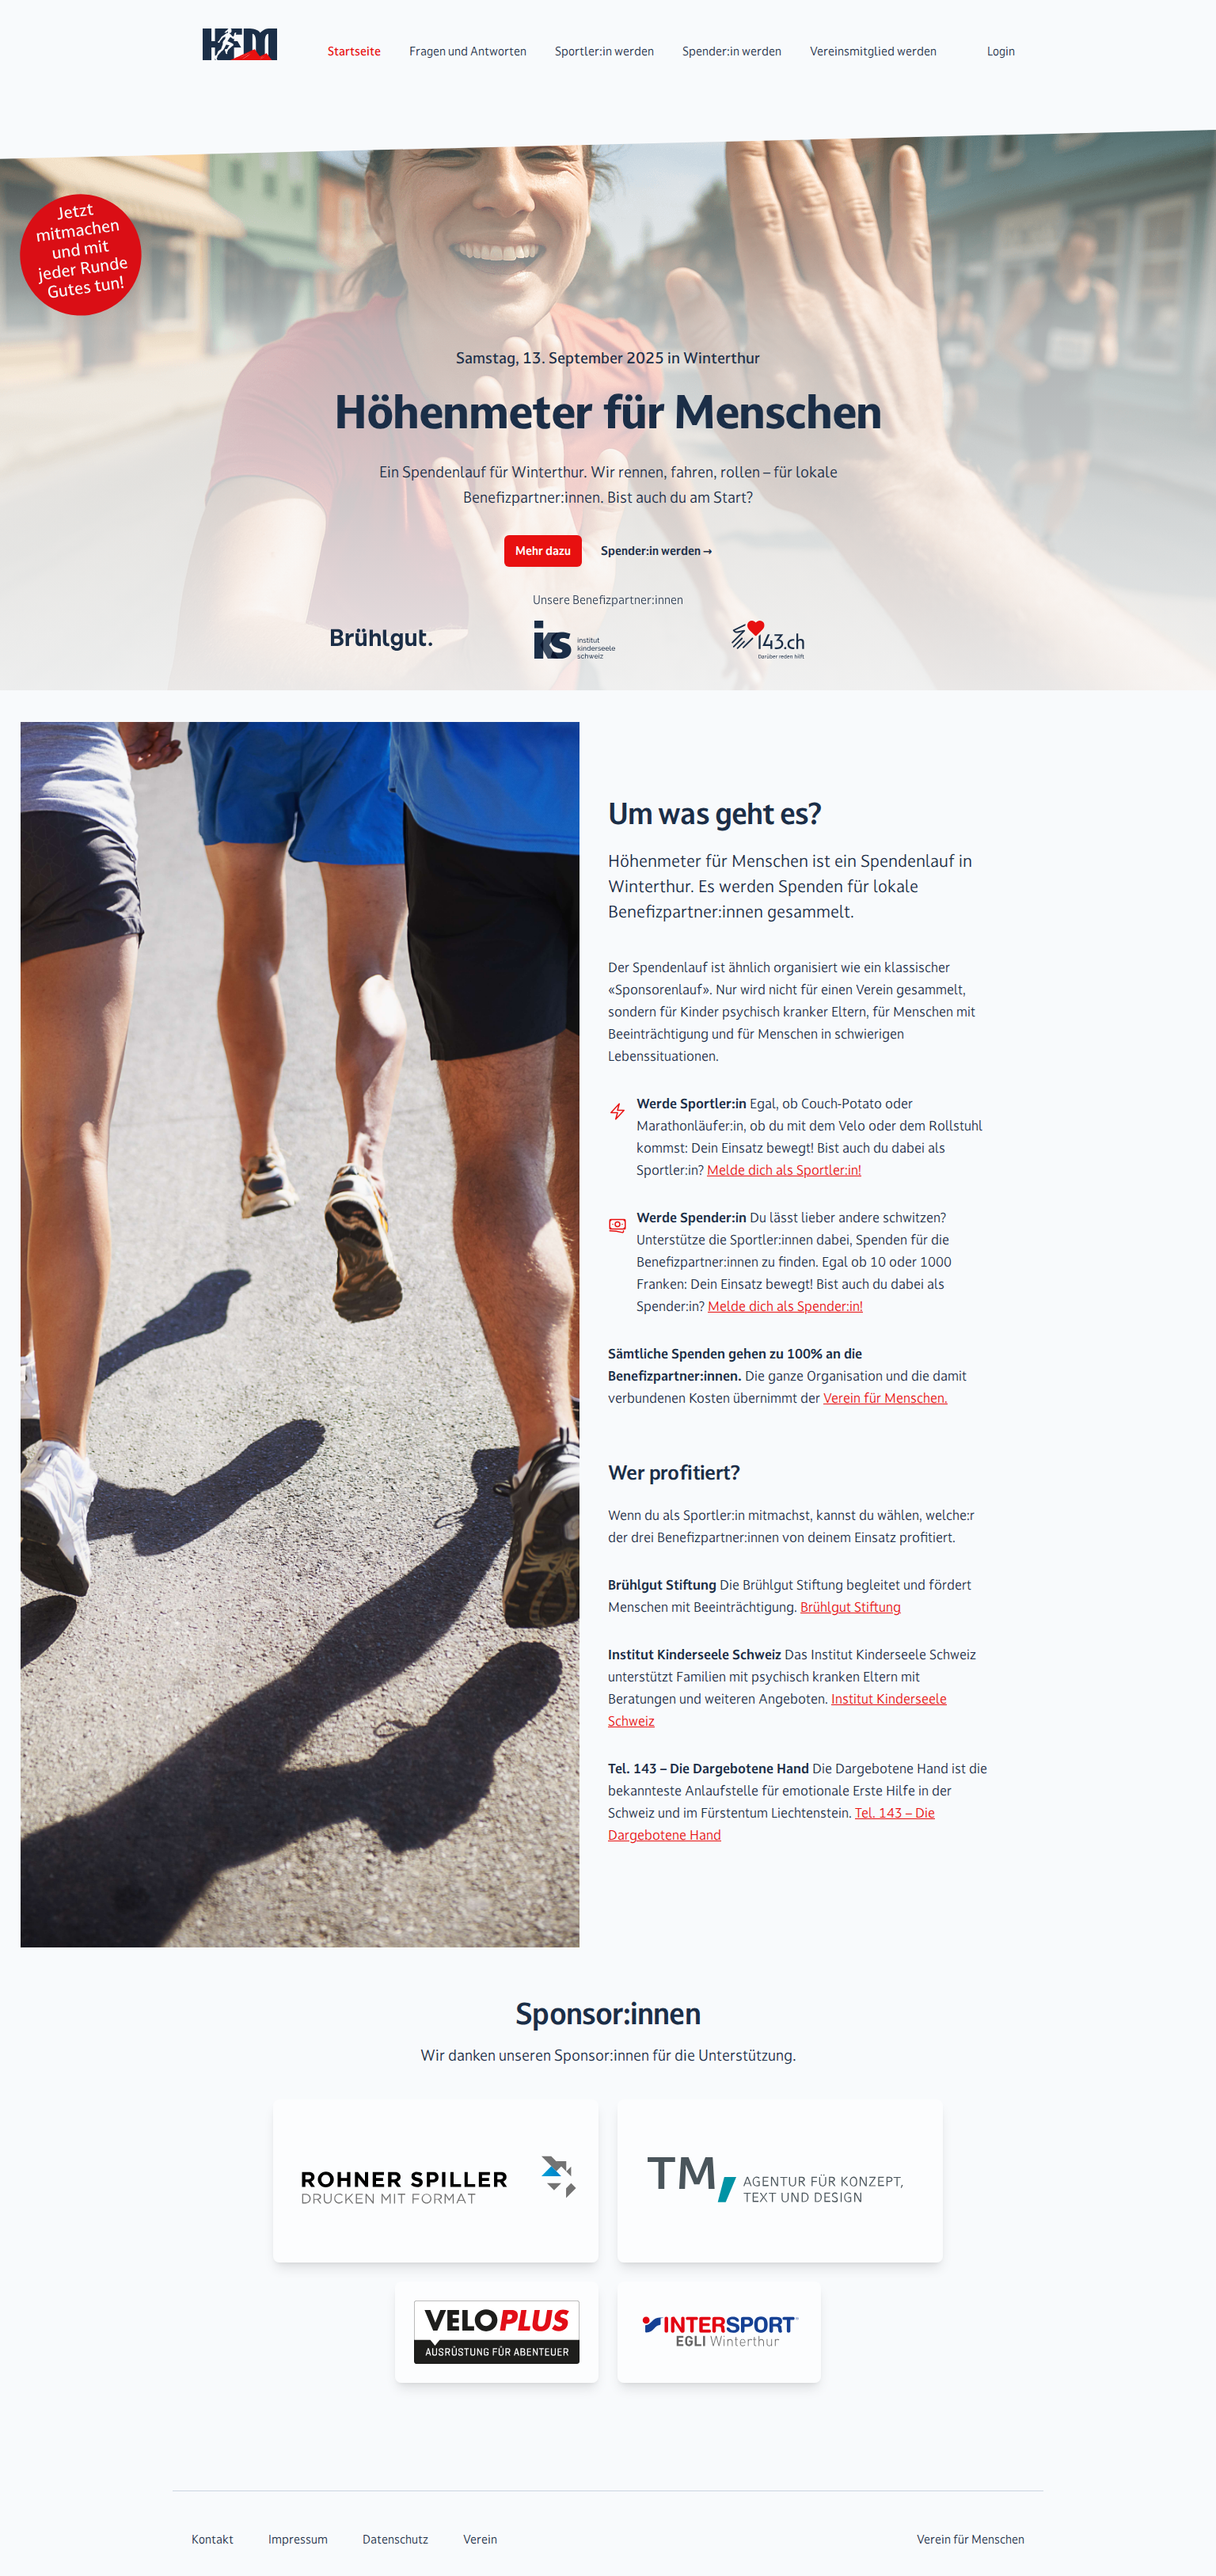 HFM
Startseite
Fragen und Antworten
Sportler:in werden
Spender:in werden
Vereinsmitglied werden
Login
Jetzt
mitmachen
und mit
jeder Runde
Gutes tun!
Samstag, 13. September 2025 in Winterthur
Höhenmeter für Menschen
Ein Spendenlauf für Winterthur. Wir rennen, fahren, rollen – für lokale
Benefizpartner:innen. Bist auch du am Start?
Mehr dazu
Spender:in werden →
Unsere Benefizpartner:innen
Brühlgut.
iks
institut
kinderseele
schweiz
143.ch
Darüber reden hilft
Um was geht es?
Höhenmeter für Menschen ist ein Spendenlauf in
Winterthur. Es werden Spenden für lokale
Benefizpartner:innen gesammelt.
Der Spendenlauf ist ähnlich organisiert wie ein klassischer
«Sponsorenlauf». Nur wird nicht für einen Verein gesammelt,
sondern für Kinder psychisch kranker Eltern, für Menschen mit
Beeinträchtigung und für Menschen in schwierigen
Lebenssituationen.
Werde Sportler:in Egal, ob Couch-Potato oder
Marathonläufer:in, ob du mit dem Velo oder dem Rollstuhl
kommst: Dein Einsatz bewegt! Bist auch du dabei als
Sportler:in? Melde dich als Sportler:in!
Werde Spender:in Du lässt lieber andere schwitzen?
Unterstütze die Sportler:innen dabei, Spenden für die
Benefizpartner:innen zu finden. Egal ob 10 oder 1000
Franken: Dein Einsatz bewegt! Bist auch du dabei als
Spender:in? Melde dich als Spender:in!
Sämtliche Spenden gehen zu 100% an die
Benefizpartner:innen. Die ganze Organisation und die damit
verbundenen Kosten übernimmt der Verein für Menschen.
Wer profitiert?
Wenn du als Sportler:in mitmachst, kannst du wählen, welche:r
der drei Benefizpartner:innen von deinem Einsatz profitiert.
Brühlgut Stiftung Die Brühlgut Stiftung begleitet und fördert
Menschen mit Beeinträchtigung. Brühlgut Stiftung
Institut Kinderseele Schweiz Das Institut Kinderseele Schweiz
unterstützt Familien mit psychisch kranken Eltern mit
Beratungen und weiteren Angeboten. Institut Kinderseele
Schweiz
Tel. 143 – Die Dargebotene Hand Die Dargebotene Hand ist die
bekannteste Anlaufstelle für emotionale Erste Hilfe in der
Schweiz und im Fürstentum Liechtenstein. Tel. 143 – Die
Dargebotene Hand
Sponsor:innen
Wir danken unseren Sponsor:innen für die Unterstützung.
ROHNER SPILLER
DRUCKEN MIT FORMAT
TM,
AGENTUR FÜR KONZEPT,
TEXT UND DESIGN
VELOPLUS
AUSRÜSTUNG FÜR ABENTEUER
INTERSPORT
EGLI Winterthur
Kontakt
Impressum
Datenschutz
Verein
Verein für Menschen